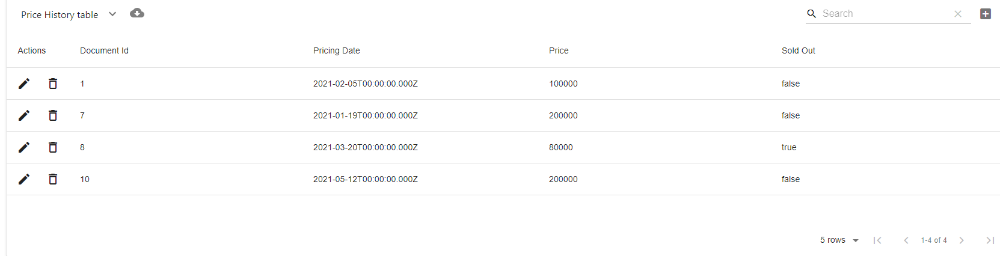 Price History table
Search
Actions Document Id Pricing Date Price Sold Out
1 2021-02-05T00:00:00.000Z 100000 false
7 2021-01-19T00:00:00.000Z 200000 false
8 2021-03-20T00:00:00.000Z 80000 true
10 2021-05-12T00:00:00.000Z 200000 false
5 rows 1-4 of 4